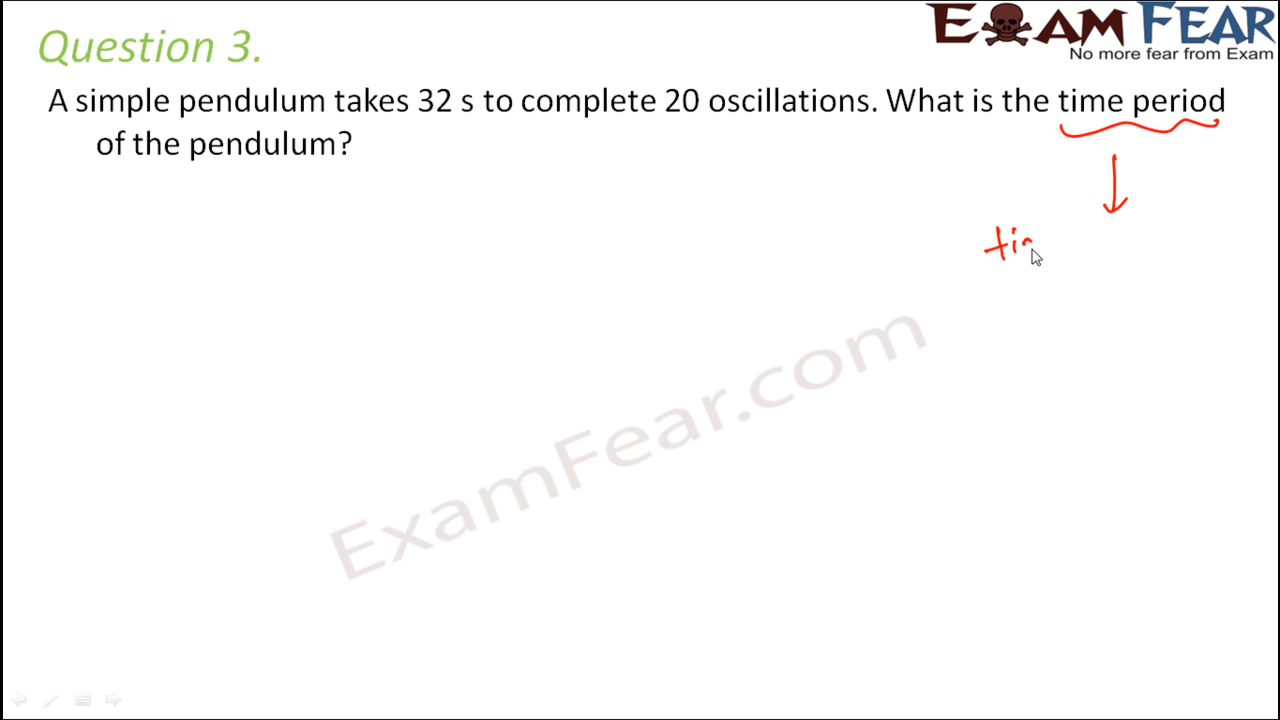 EXAM FEAR
No more fear from Exam
Question 3.
A simple pendulum takes 32 s to complete 20 oscillations. What is the time period
of the pendulum?
ExamFear.com